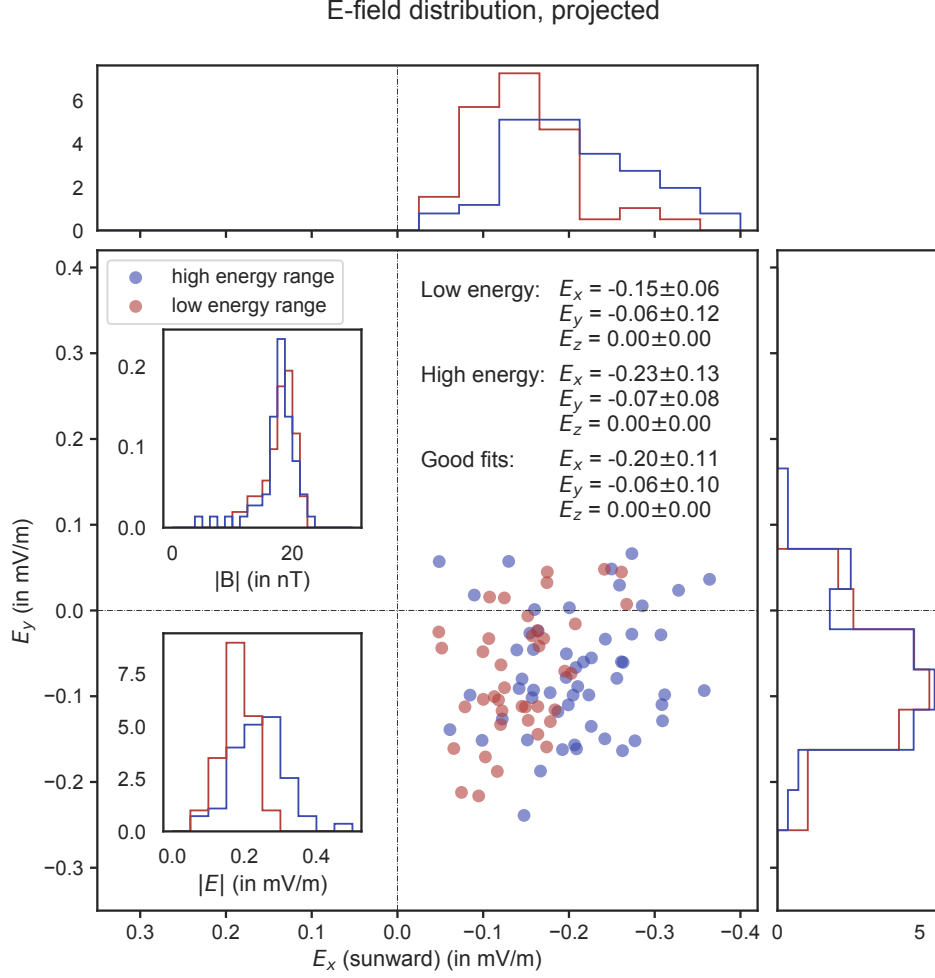 E-field distribution, projected
6
4
2
0
0.4
0.3
0.2
0.1
0.0
−0.1
−0.2
−0.3
E_y (in mV/m)
high energy range
low energy range
0.2
0.1
0.0
0 20
|B| (in nT)
7.5
5.0
2.5
0.0
0.0 0.2 0.4
|E| (in mV/m)
Low energy: E_x = -0.15±0.06
E_y = -0.06±0.12
E_z = 0.00±0.00
High energy: E_x = -0.23±0.13
E_y = -0.07±0.08
E_z = 0.00±0.00
Good fits: E_x = -0.20±0.11
E_y = -0.06±0.10
E_z = 0.00±0.00
0.3 0.2 0.1 0.0 −0.1 −0.2 −0.3 −0.4
E_x (sunward) (in mV/m)
0 5